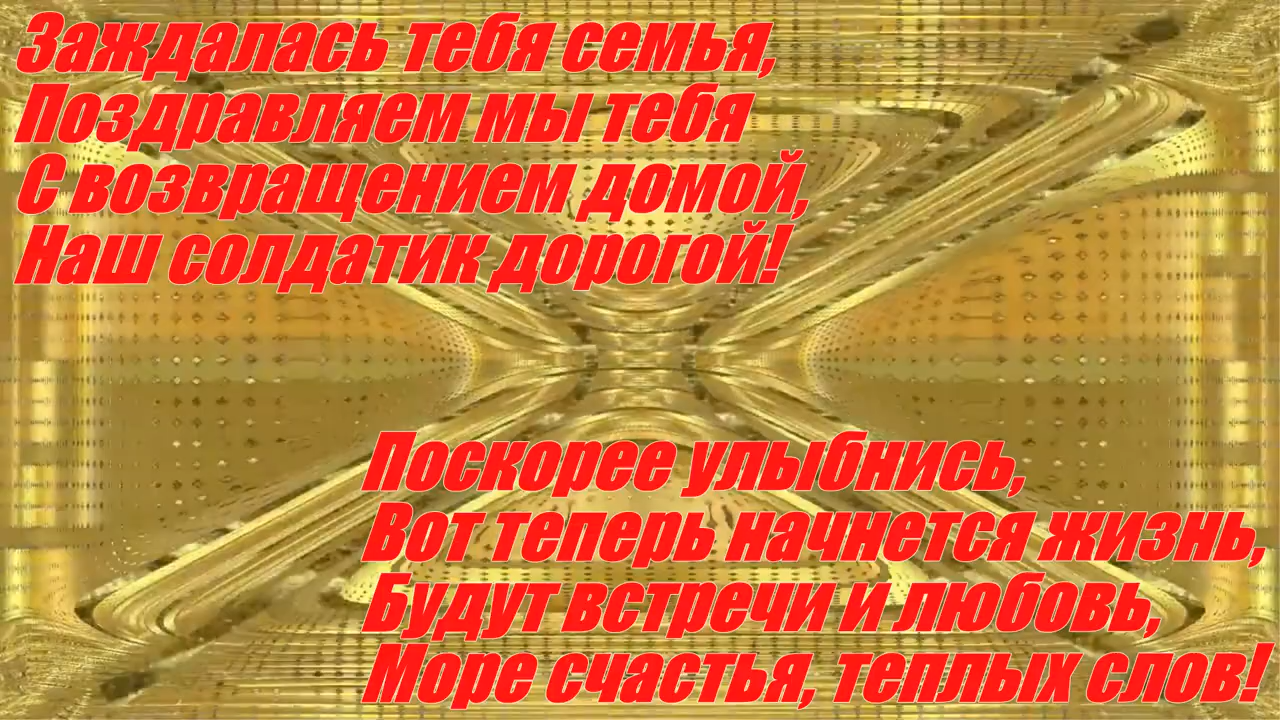 Заждалась тебя семья,
Поздравляем мы тебя
С возвращением домой,
Наш солдатик дорогой!
Поскорее улыбнись,
Вот теперь начнется жизнь,
Будут встречи и любовь,
Море счастья, теплых слов!